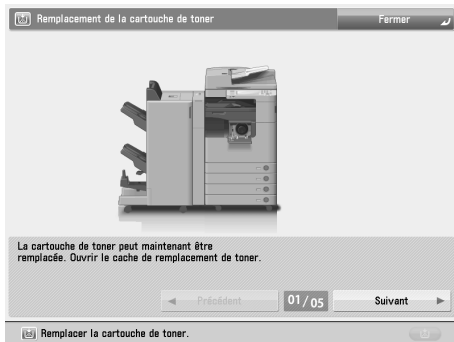 Remplacement de la cartouche de toner
Fermer
La cartouche de toner peut maintenant être
remplacée. Ouvrir le cache de remplacement de toner.
Précédent
01/05
Suivant
Remplacer la cartouche de toner.